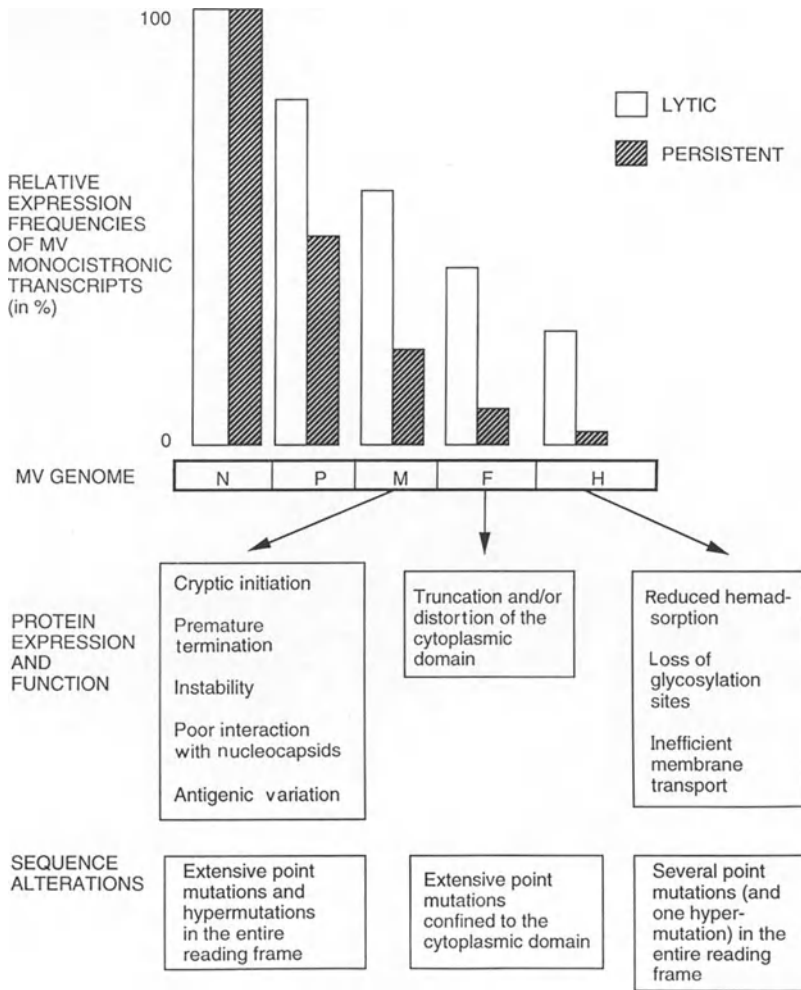 100
LYTIC
PERSISTENT
RELATIVE
EXPRESSION
FREQUENCIES
OF MV
MONOCISTRONIC
TRANSCRIPTS
(in %)
0
MV GENOME
N
P
M
F
H
PROTEIN
EXPRESSION
AND
FUNCTION
Cryptic initiation
Premature
termination
Instability
Poor interaction
with nucleocapsids
Antigenic variation
Truncation and/or
distortion of the
cytoplasmic
domain
Reduced hemad-
sorption
Loss of
glycosylation
sites
Inefficient
membrane
transport
SEQUENCE
ALTERATIONS
Extensive point
mutations and
hypermutations
in the entire
reading frame
Extensive point
mutations
confined to the
cytoplasmic domain
Several point
mutations (and
one hyper-
mutation) in the
entire reading
frame